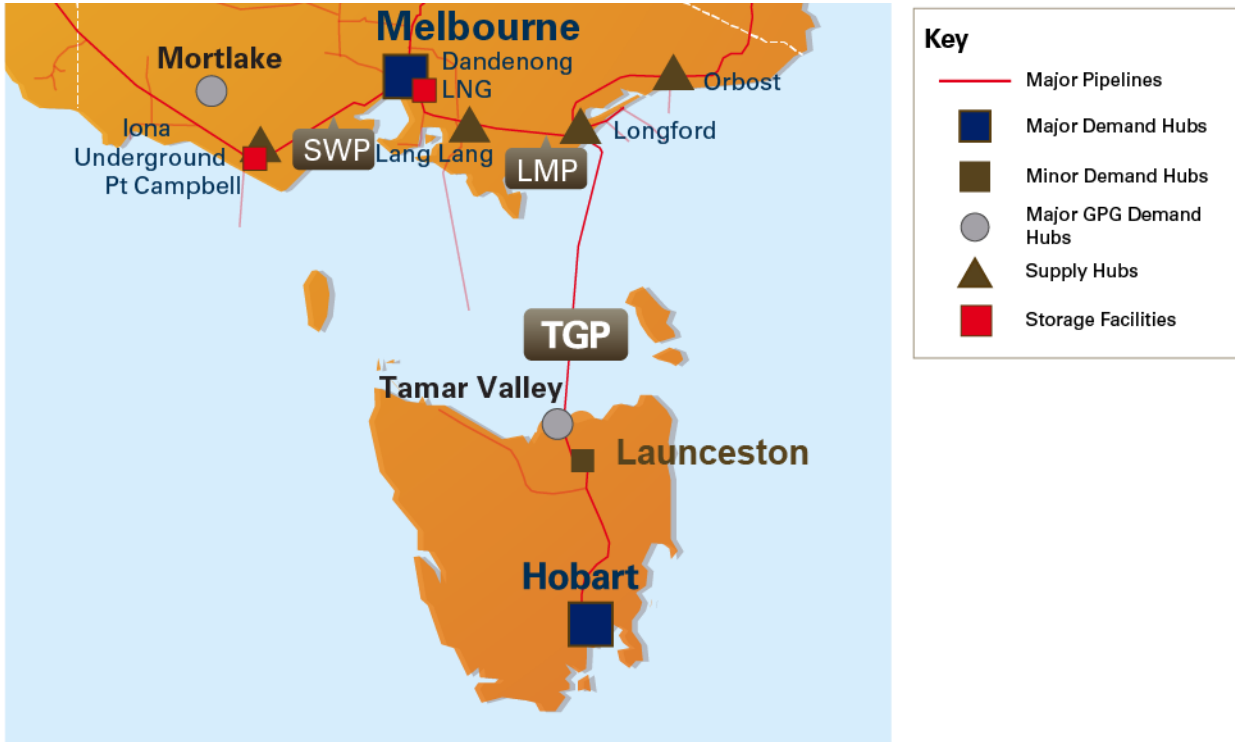 Melbourne
Mortlake
Dandenong
LNG
Orbost
Iona
Underground
Pt Campbell
SWP
Lang Lang
LMP
Longford
TGP
Tamar Valley
Launceston
Hobart
Key
Major Pipelines
Major Demand Hubs
Minor Demand Hubs
Major GPG Demand
Hubs
Supply Hubs
Storage Facilities